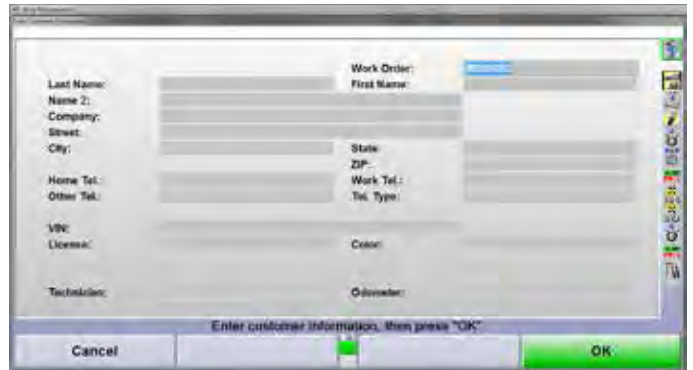 Work Order:
Last Name: First Name:
Name 2:
Company:
Street:
City: State:
ZIP:
Home Tel.: Work Tel.:
Other Tel.: Tel. Type:
VIN:
License: Color:
Technician: Odometer:
Enter customer information, then press "OK"
Cancel OK